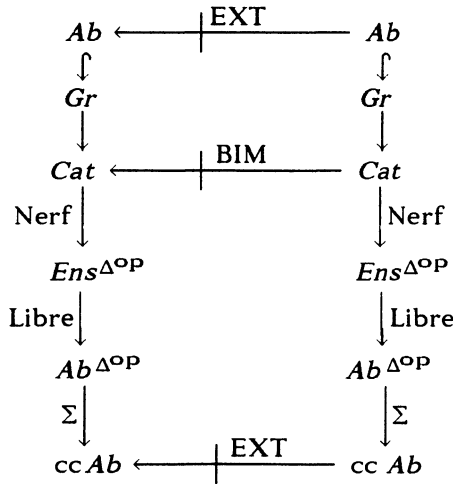 Ab EXT Ab
Gr Gr
Cat BIM Cat
Nerf Nerf
Ens^Δop Ens^Δop
Libre Libre
Ab^Δop Ab^Δop
Σ Σ
cc Ab EXT cc Ab